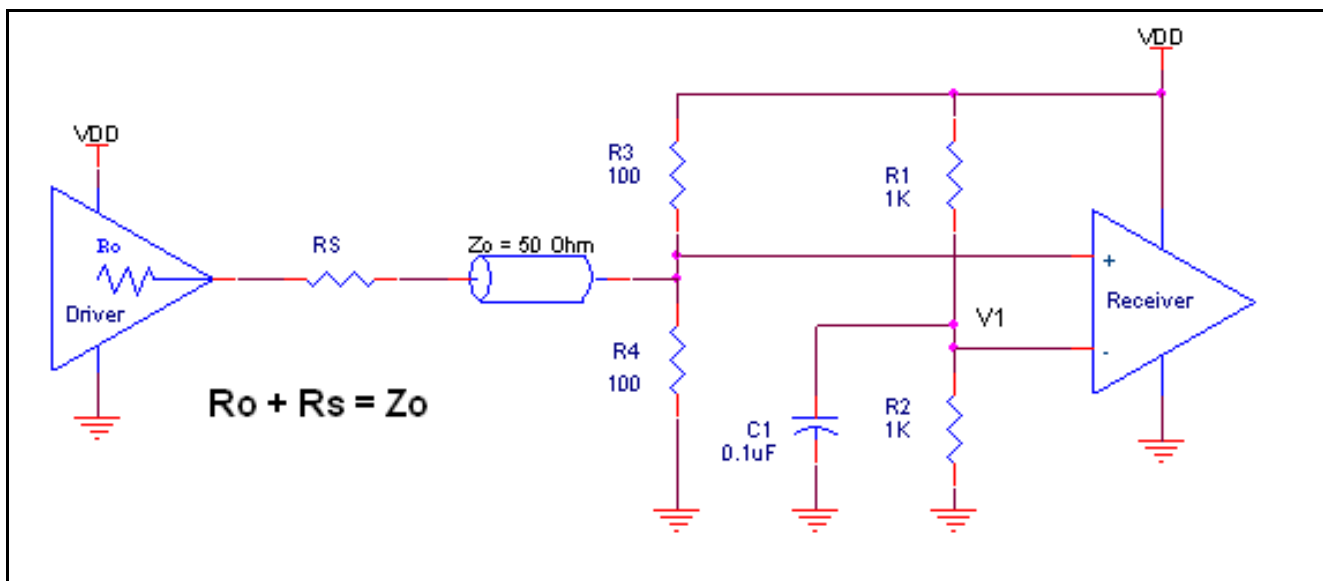 VDD
VDD
R3
100
R1
1K
Ro
RS
Zo = 50 Ohm
+
Driver
Receiver
V1
-
R4
100
Ro + Rs = Zo
R2
1K
C1
0.1uF